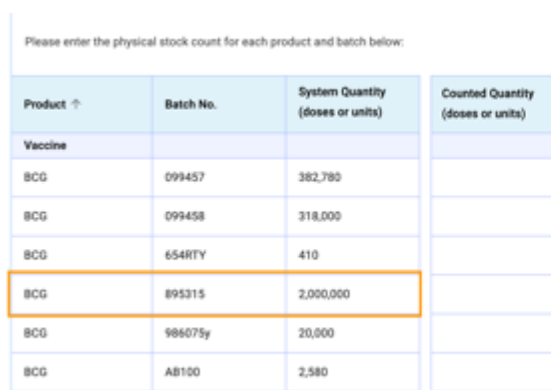 Please enter the physical stock count for each product and batch below:
Product ↑ Batch No. System Quantity (doses or units) Counted Quantity (doses or units)
Vaccine
BCG 099457 382,780
BCG 099458 318,000
BCG 654RTY 410
BCG 895315 2,000,000
BCG 986075y 20,000
BCG AB100 2,580